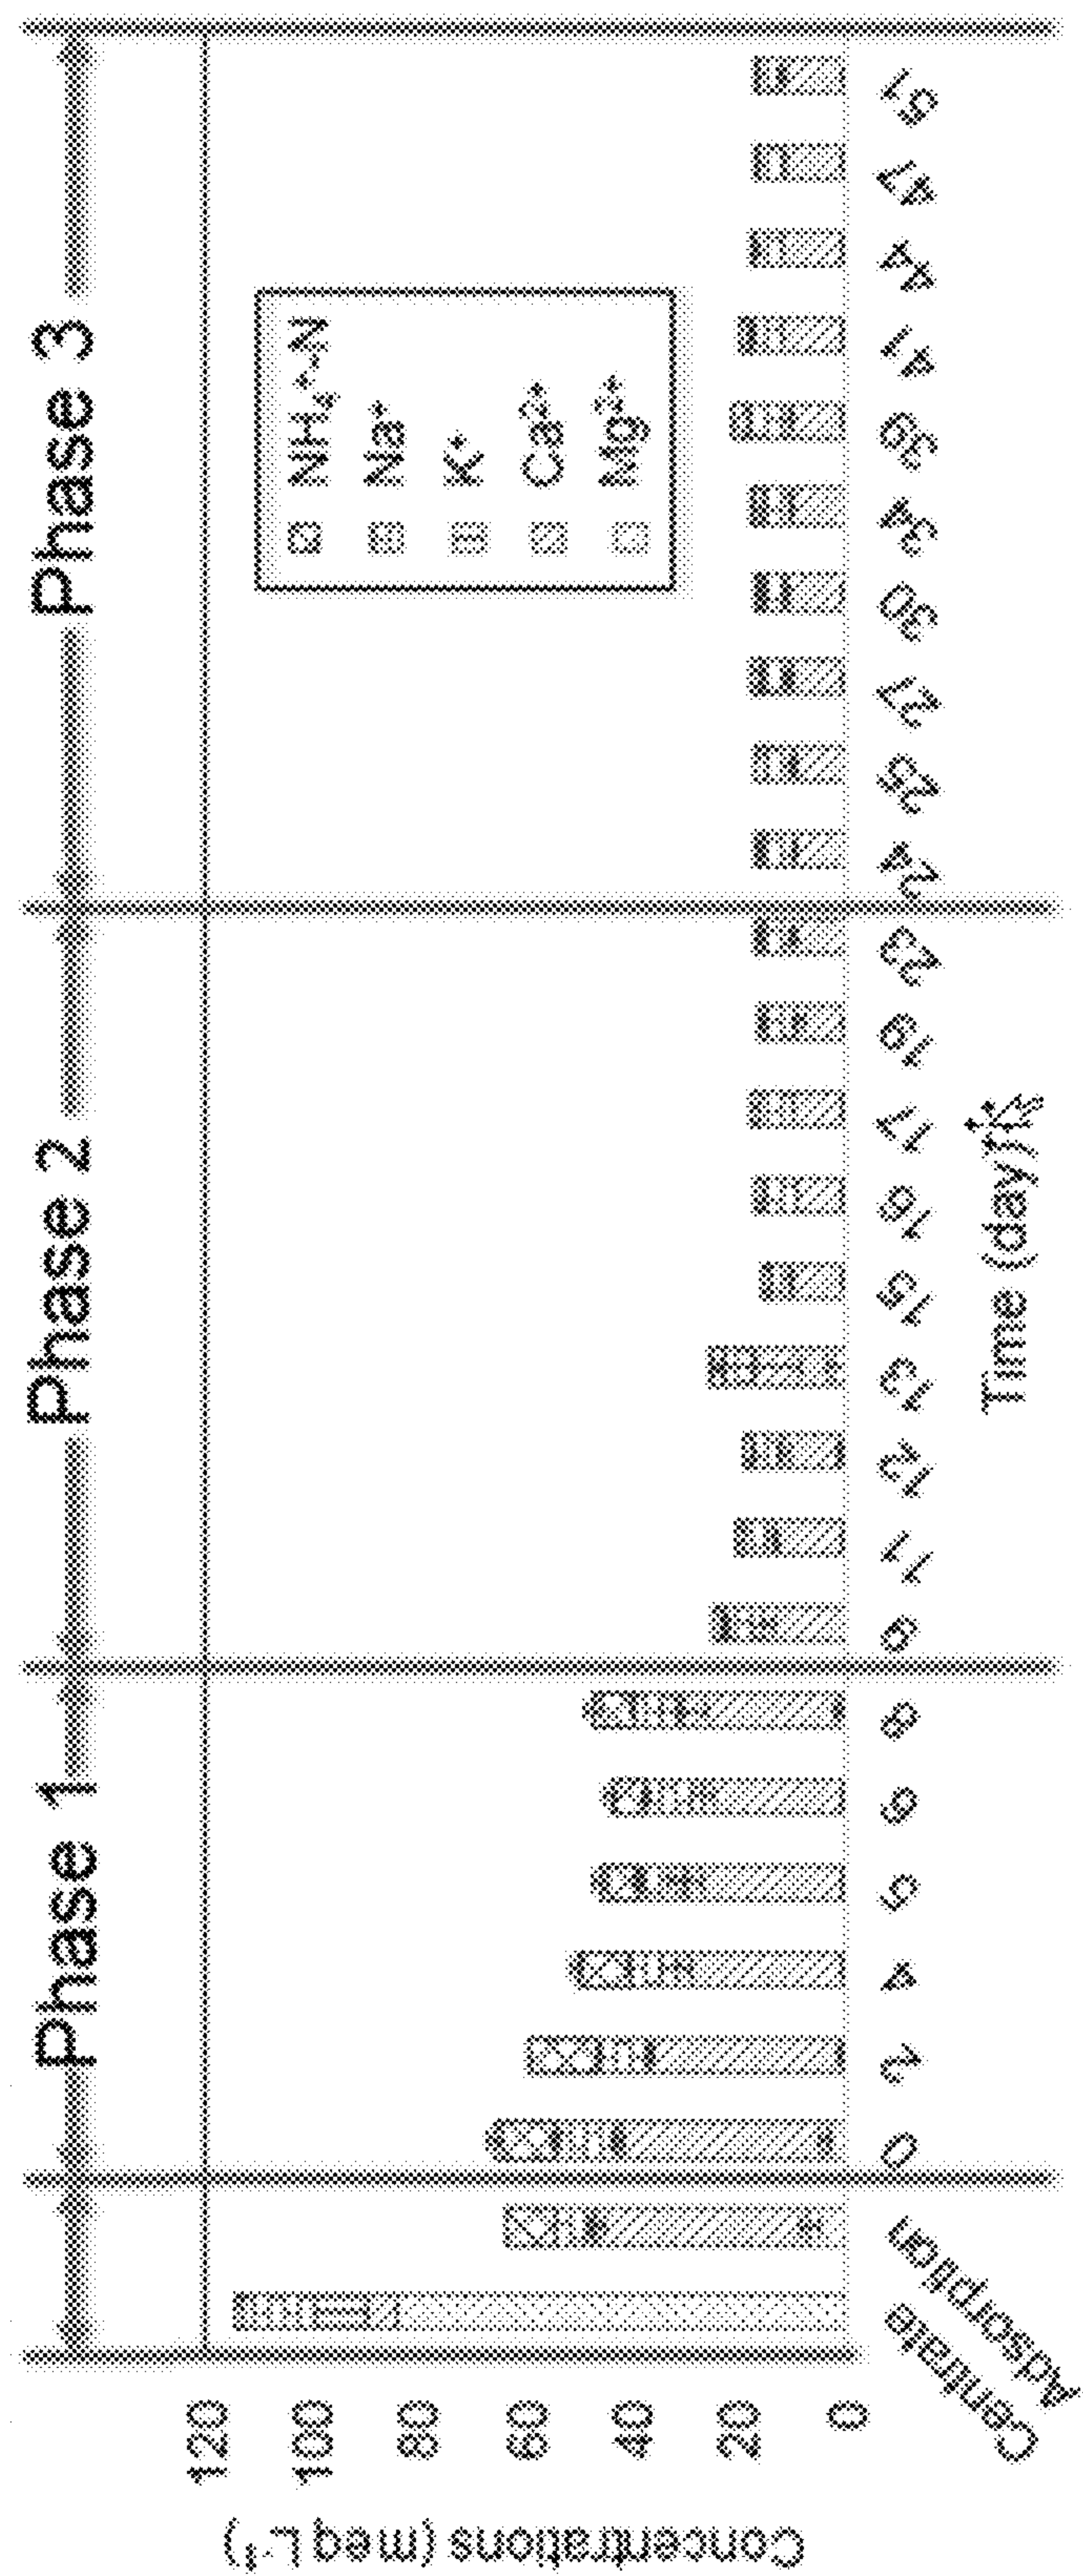 Phase 1
Phase 2
Phase 3
Concentrations (meq L⁻¹)
120
100
80
60
40
20
0
NH₄⁺-N
Na⁺
K⁺
Ca²⁺
Mg²⁺
Centrate
Adsorption
0
2
4
5
6
8
9
11
12
13
15
16
17
19
23
24
25
27
30
34
39
41
44
47
51
Time (day)